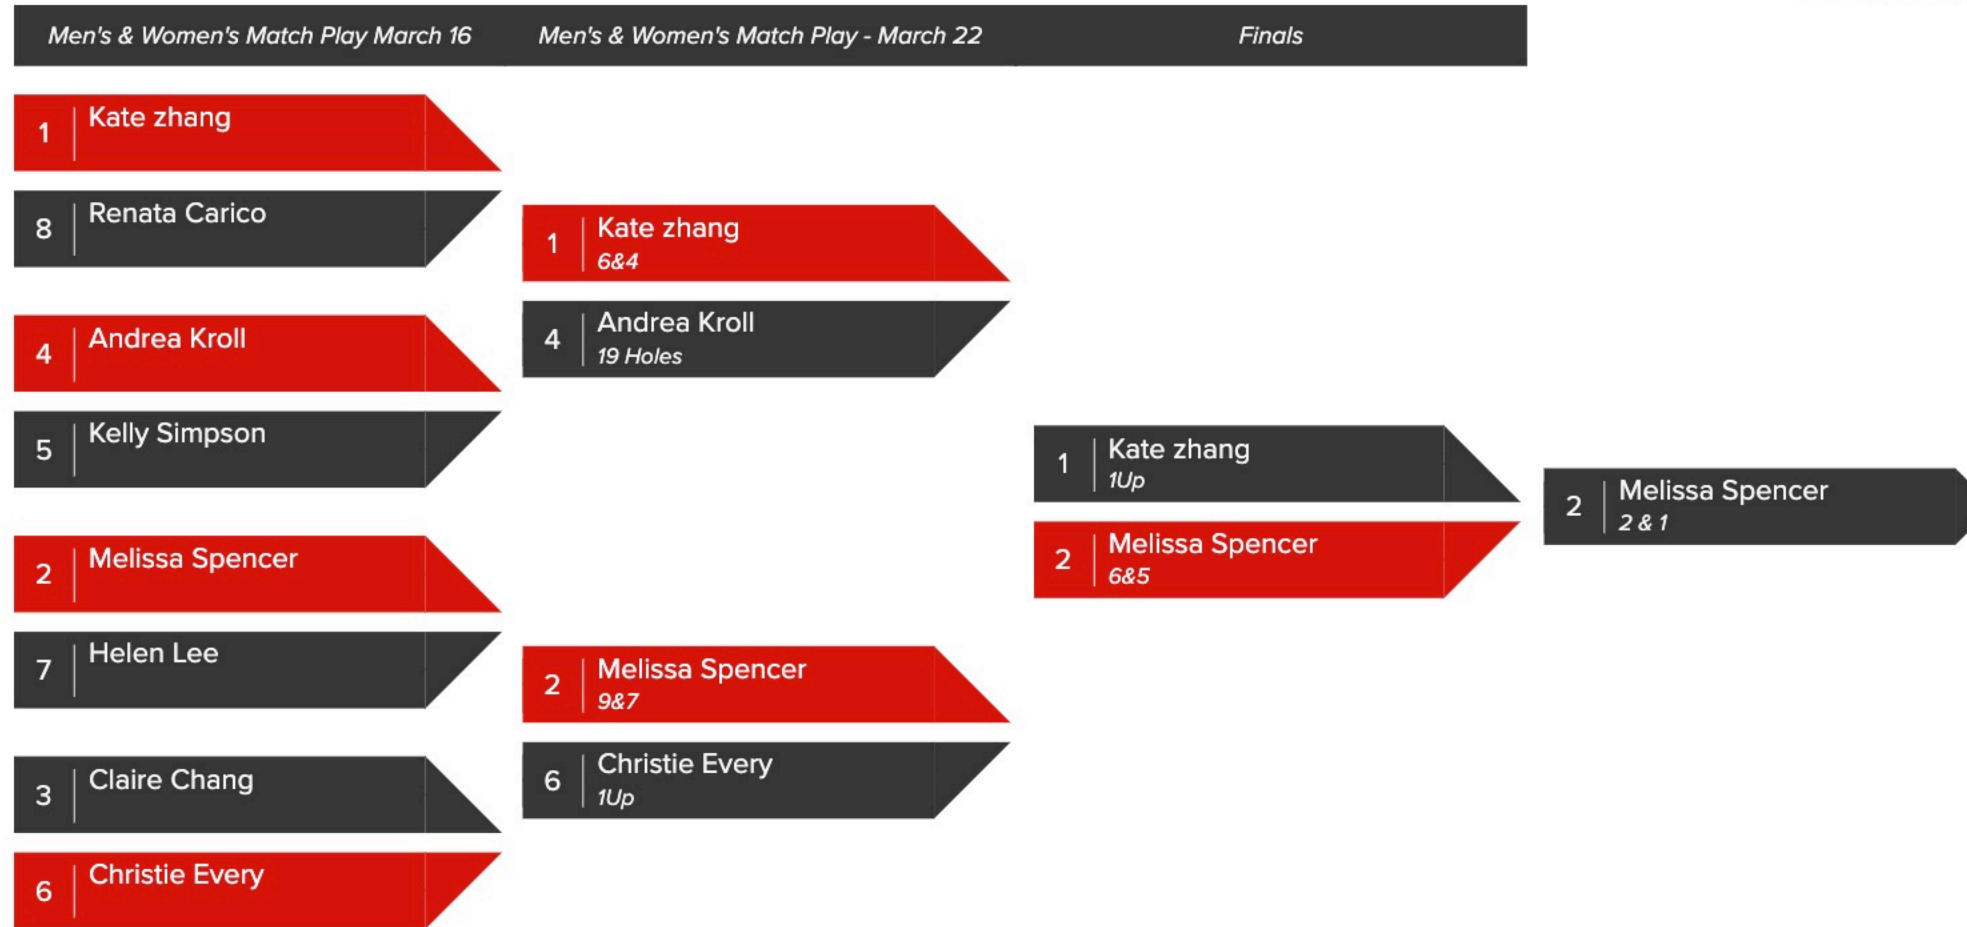 Men's & Women's Match Play March 16
Men's & Women's Match Play - March 22
Finals
1
Kate zhang
8
Renata Carico
4
Andrea Kroll
5
Kelly Simpson
2
Melissa Spencer
7
Helen Lee
3
Claire Chang
6
Christie Every
1
Kate zhang
6&4
4
Andrea Kroll
19 Holes
2
Melissa Spencer
9&7
6
Christie Every
1Up
1
Kate zhang
1Up
2
Melissa Spencer
6&5
2
Melissa Spencer
2 & 1